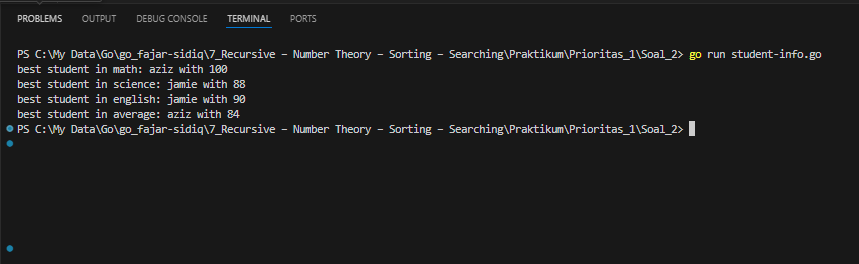 PROBLEMS OUTPUT DEBUG CONSOLE TERMINAL PORTS
PS C:\My Data\Go\go_fajar-sidiq\7_Recursive – Number Theory – Sorting – Searching\Praktikum\Prioritas_1\Soal_2> go run student-info.go
best student in math: aziz with 100
best student in science: jamie with 88
best student in english: jamie with 90
best student in average: aziz with 84
PS C:\My Data\Go\go_fajar-sidiq\7_Recursive – Number Theory – Sorting – Searching\Praktikum\Prioritas_1\Soal_2>